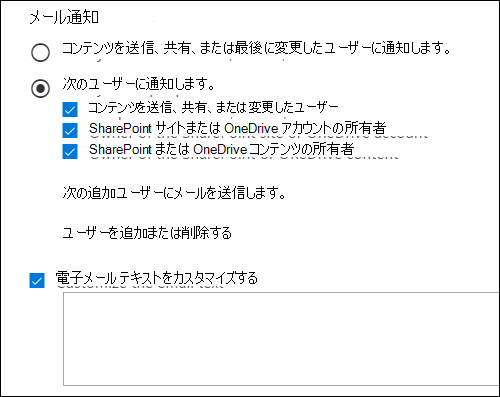 メール通知
コンテンツを送信、共有、または最後に変更したユーザーに通知します。
次のユーザーに通知します。
コンテンツを送信、共有、または変更したユーザー
SharePoint サイトまたは OneDrive アカウントの所有者
SharePoint または OneDrive コンテンツの所有者
次の追加ユーザーにメールを送信します。
ユーザーを追加または削除する
電子メール テキストをカスタマイズする